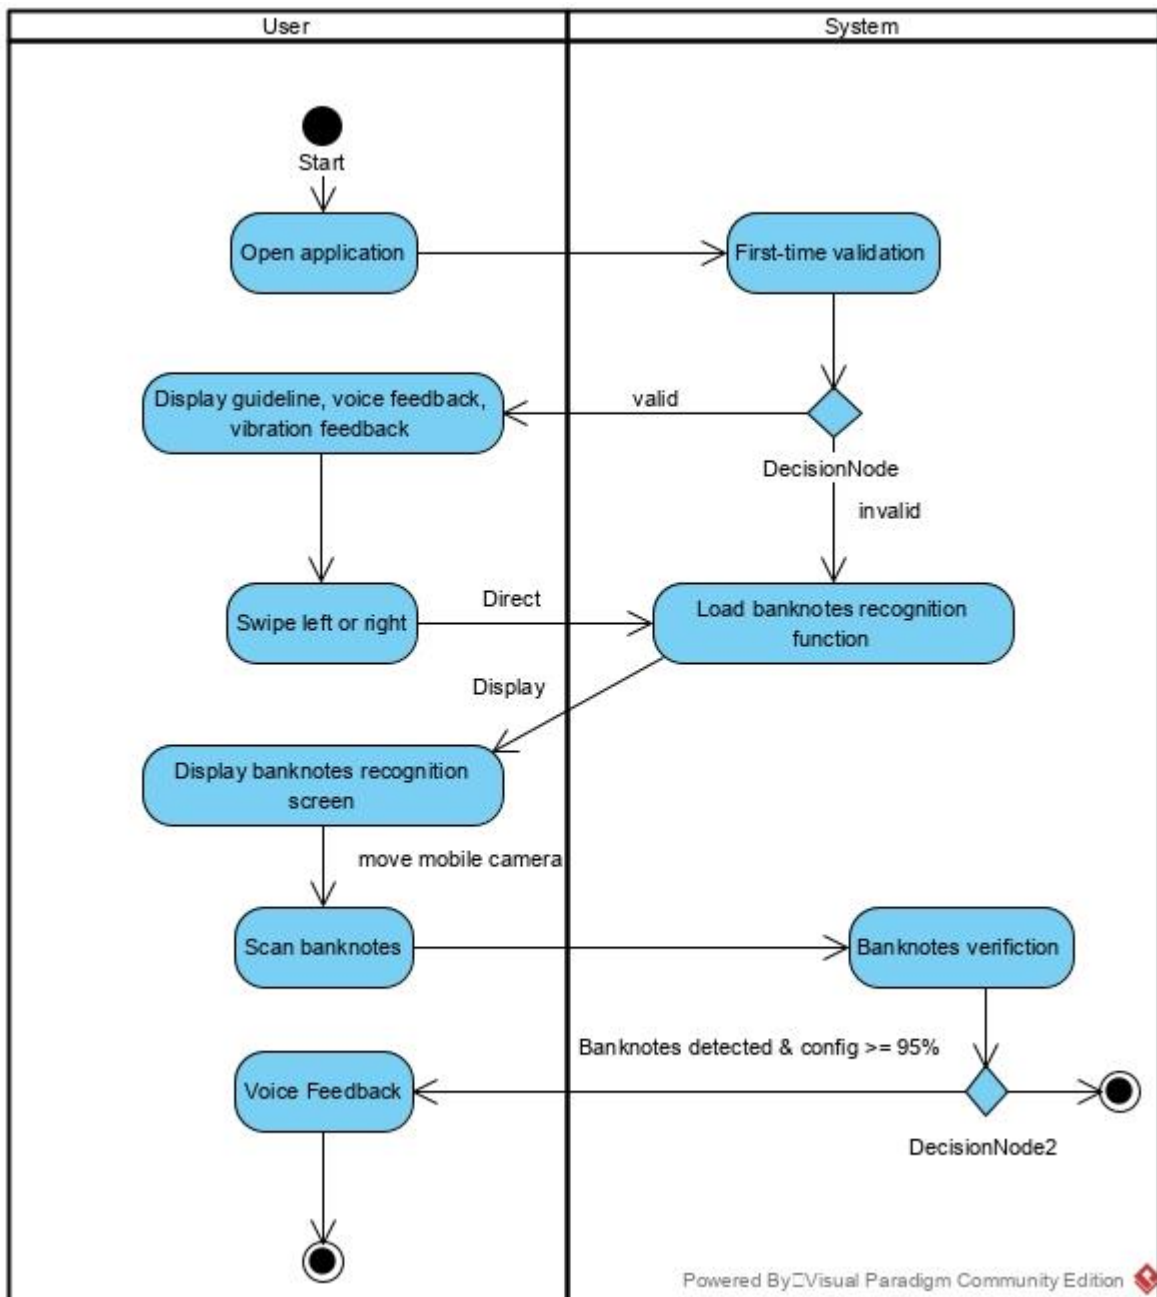 User
System
Start
Open application
First-time validation
Display guideline, voice feedback,
vibration feedback
valid
DecisionNode
invalid
Swipe left or right
Direct
Load banknotes recognition
function
Display
Display banknotes recognition
screen
move mobile camera
Scan banknotes
Banknotes verifiction
Banknotes detected & config >= 95%
Voice Feedback
DecisionNode2
Powered By□Visual Paradigm Community Edition